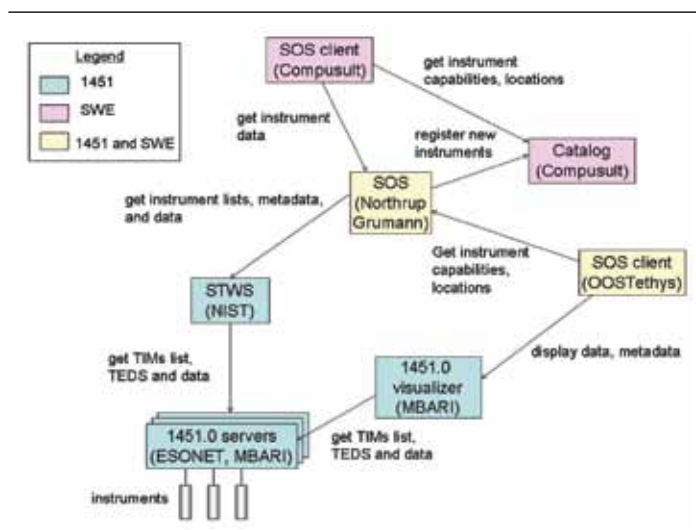 Legend
1451
SWE
1451 and SWE
SOS client
(Compusult)
get instrument
capabilities, locations
get instrument
data
register new
instruments
Catalog
(Compusult)
SOS
(Northrup
Grumann)
get instrument lists, metadata,
and data
Get instrument
capabilities,
locations
SOS client
(OOSTethys)
STWS
(NIST)
get TIMs list,
TEDS and data
1451.0
visualizer
(MBARI)
display data, metadata
1451.0 servers
(ESONET, MBARI)
get TIMs list,
TEDS and data
instruments